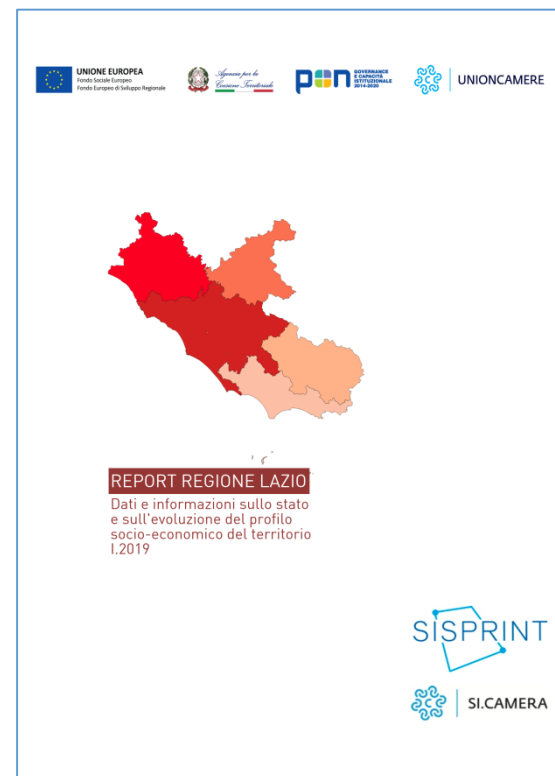 UNIONE EUROPEA
Fondo Sociale Europeo
Fondo Europeo di Sviluppo Regionale
Agenzia per la
Coesione Territoriale
pon GOVERNANCE
E CAPACITÀ
ISTITUZIONALE
2014-2020
UNIONCAMERE
REPORT REGIONE LAZIO
Dati e informazioni sullo stato
e sull'evoluzione del profilo
socio-economico del territorio
I.2019
SISPRINT
SI.CAMERA